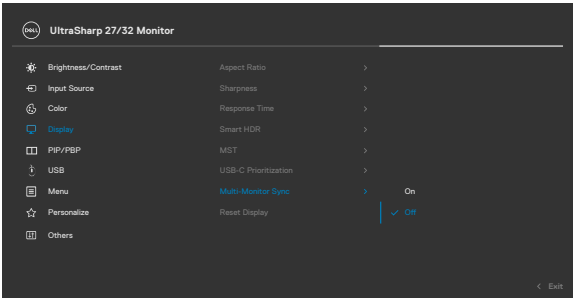 DELL UltraSharp 27/32 Monitor
Brightness/Contrast Aspect Ratio >
Input Source Sharpness >
Color Response Time >
Display Smart HDR >
PIP/PBP MST >
USB USB-C Prioritization >
Menu Multi-Monitor Sync > On
Personalize Reset Display ✓ Off
Others
< Exit